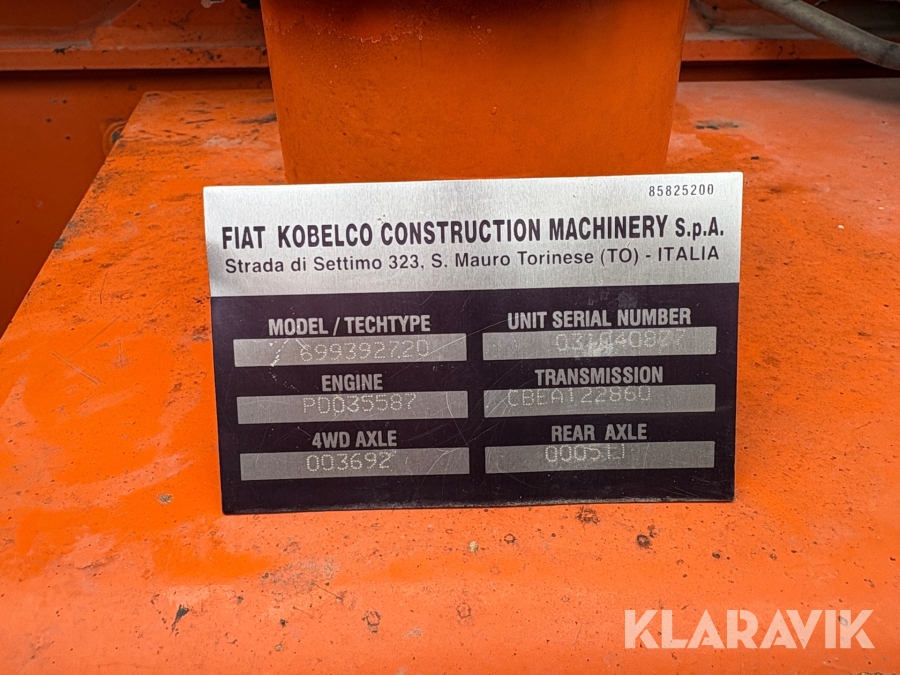 85825200
FIAT KOBELCO CONSTRUCTION MACHINERY S.p.A.
Strada di Settimo 323, S. Mauro Torinese (TO) - ITALIA
MODEL / TECHTYPE
UNIT SERIAL NUMBER
699392720
ENGINE
TRANSMISSION
P0035587
CBEA122860
4WD AXLE
REAR AXLE
003692
KLARAVIK